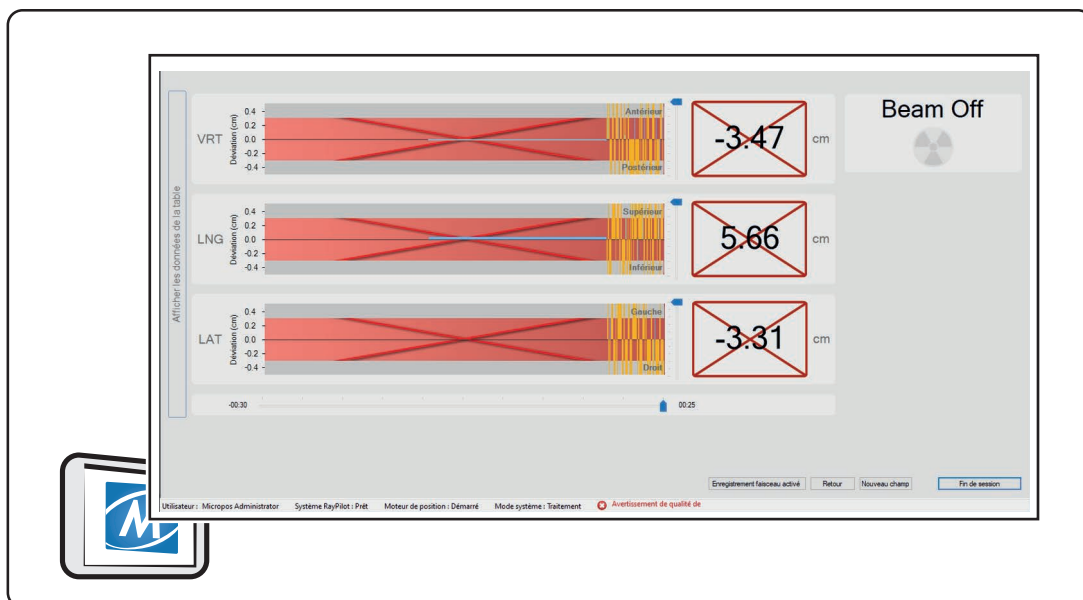 Afficher les données de la table
VRT
Déviation (cm)
0.4
0.2
0.0
-0.2
-0.4
Antérieur
Postérieur
-3.47
cm
Beam Off
LNG
Déviation (cm)
0.4
0.2
0.0
-0.2
-0.4
Supérieur
Inférieur
5.66
cm
LAT
Déviation (cm)
0.4
0.2
0.0
-0.2
-0.4
Gauche
Droit
-3.31
cm
-00:30
00:25
Enregistrement faisceau activé
Retour
Nouveau champ
Fin de session
Utilisateur : Micropos Administrator Système RayPilot : Prêt Moteur de position : Démarré Mode système : Traitement Avertissement de qualité de
M